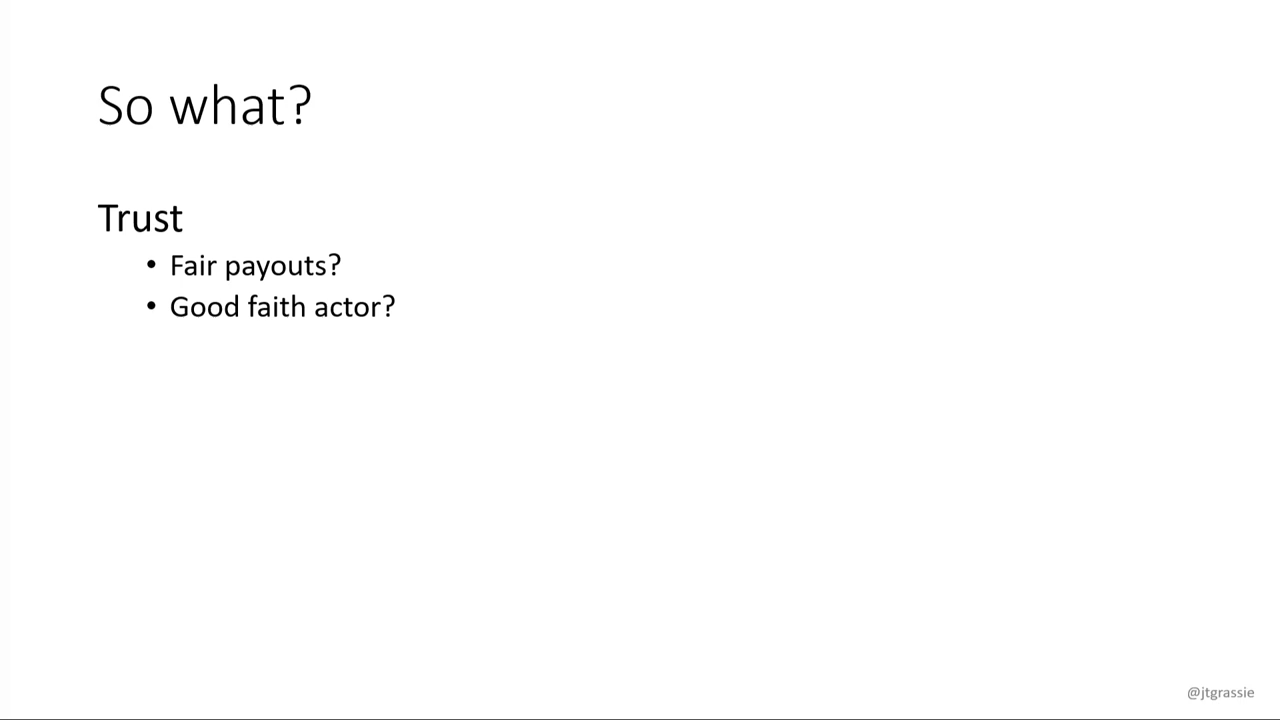 So what?
Trust
• Fair payouts?
• Good faith actor?
@jtgrassie